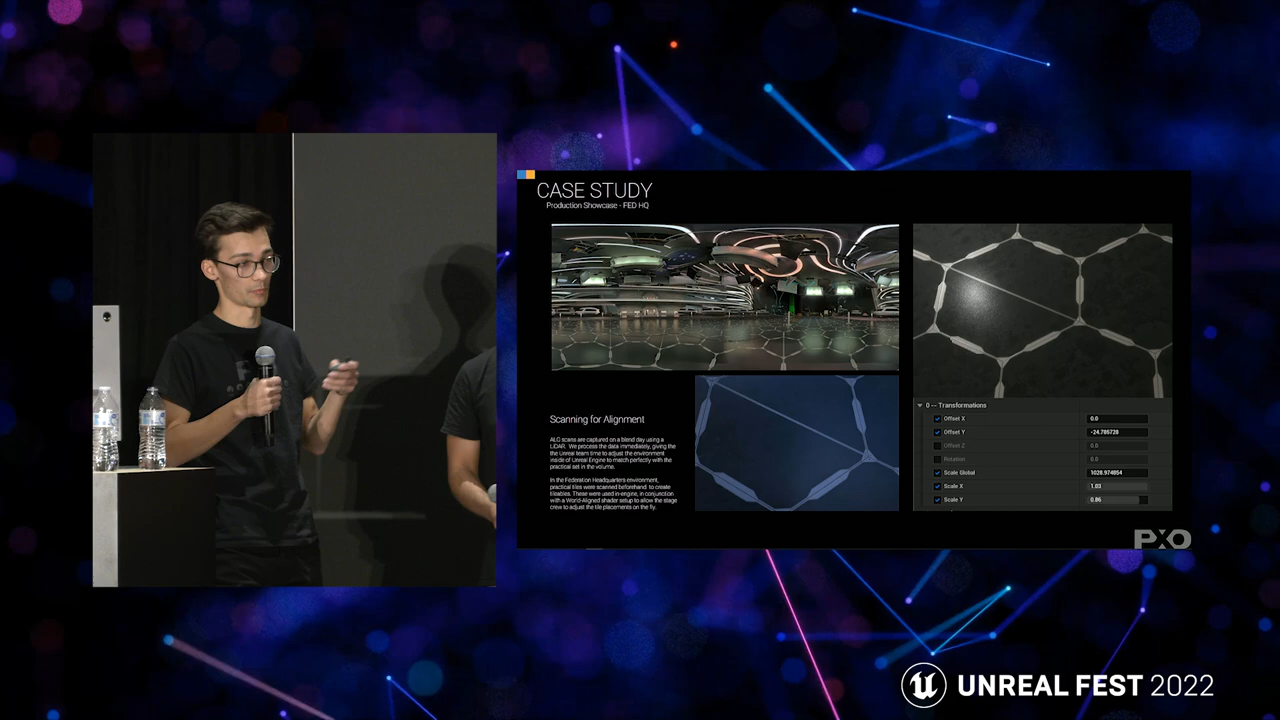 CASE STUDY
Production Showcase - FED HQ
Scanning for Alignment
ALG scans are captured on a blend day using a
LiDAR. We process the data immediately, giving the
the Unreal team time to adjust the environment
inside of Unreal Engine to match perfectly with the
practical set in the volume.
In the Federation Headquarters environment,
practical tiles were scanned beforehand to create
tileables. These were used in-engine, in conjunction
with a World-Aligned shader setup to allow the stage
crew to adjust the tile placements on the fly.
0 — Transformations
Offset X 0.0
Offset Y -24.785728
Offset Z 0.0
Rotation 0.0
Scale Global 1028.974854
Scale X 1.03
Scale Y 0.86
PXO
UNREAL FEST 2022